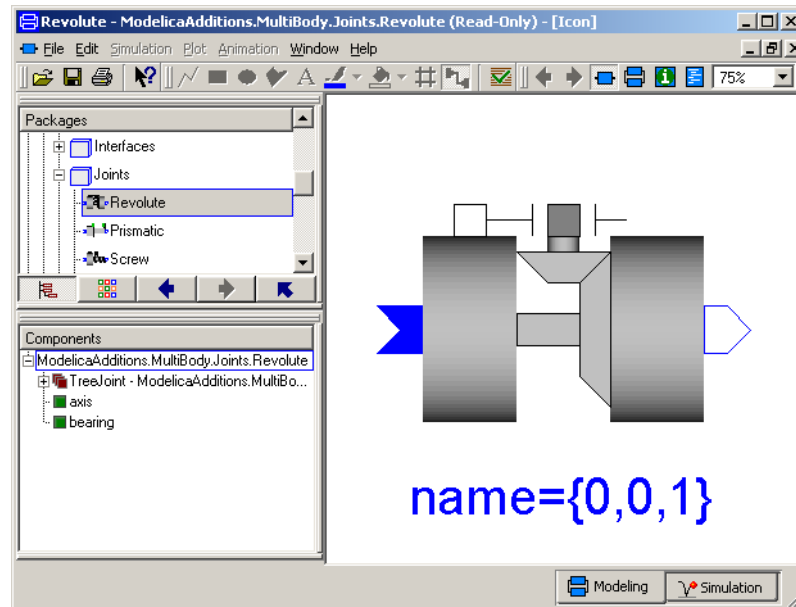 Revolute - ModelicaAdditions.MultiBody.Joints.Revolute (Read-Only) - [Icon]
File Edit Simulation Plot Animation Window Help
A 75%
Packages
Interfaces
Joints
Revolute
Prismatic
Screw
Components
ModelicaAdditions.MultiBody.Joints.Revolute
TreeJoint - ModelicaAdditions.MultiBo...
axis
bearing
name={0,0,1}
Modeling Simulation